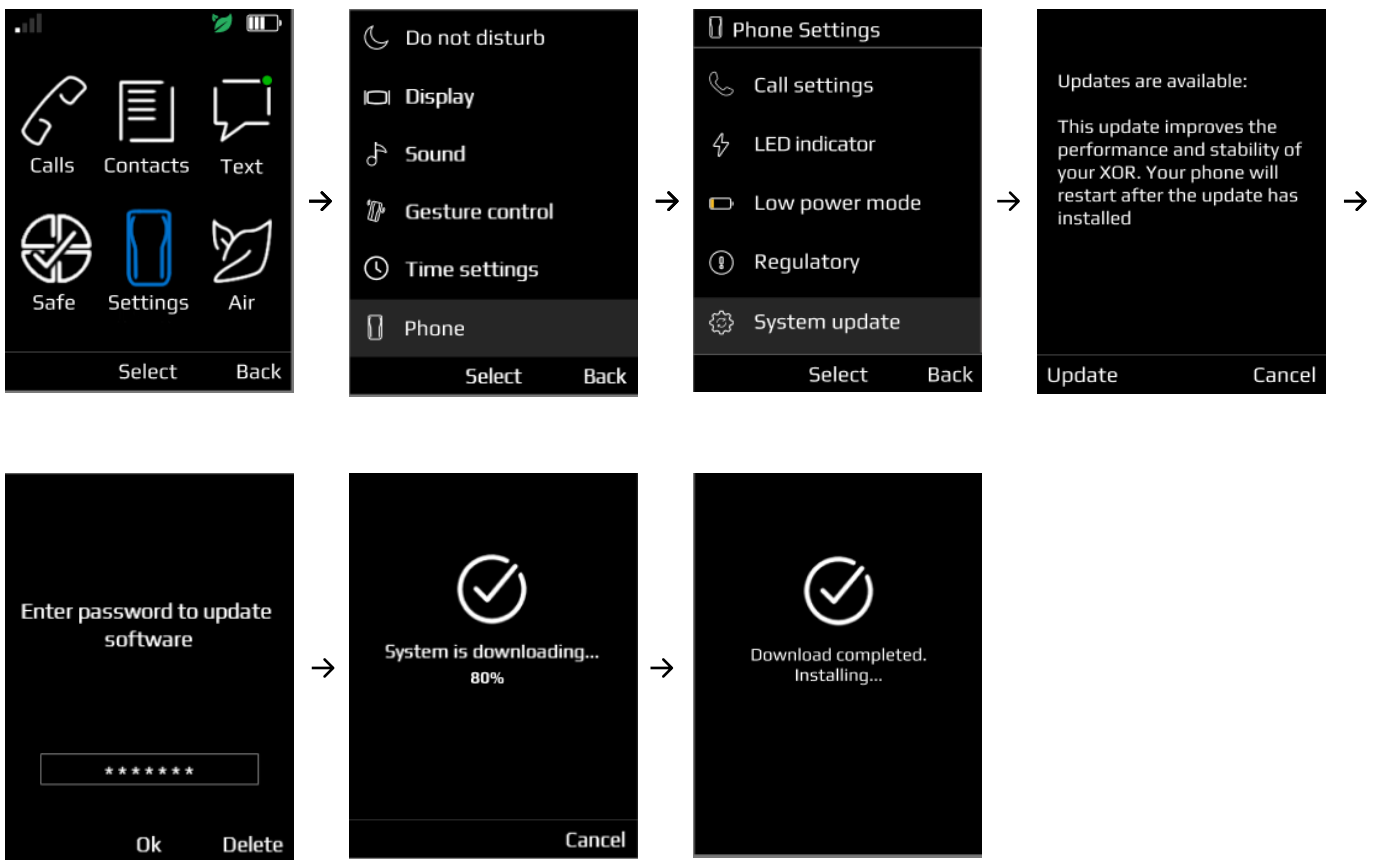 Calls Contacts Text
Safe Settings Air
Select Back
Do not disturb
Display
Sound
Gesture control
Time settings
Phone
Select Back
Phone Settings
Call settings
LED indicator
Low power mode
Regulatory
System update
Select Back
Updates are available:
This update improves the
performance and stability of
your XOR. Your phone will
restart after the update has
installed
Update Cancel
Enter password to update
software
*******
Ok Delete
System is downloading...
80%
Cancel
Download completed.
Installing...